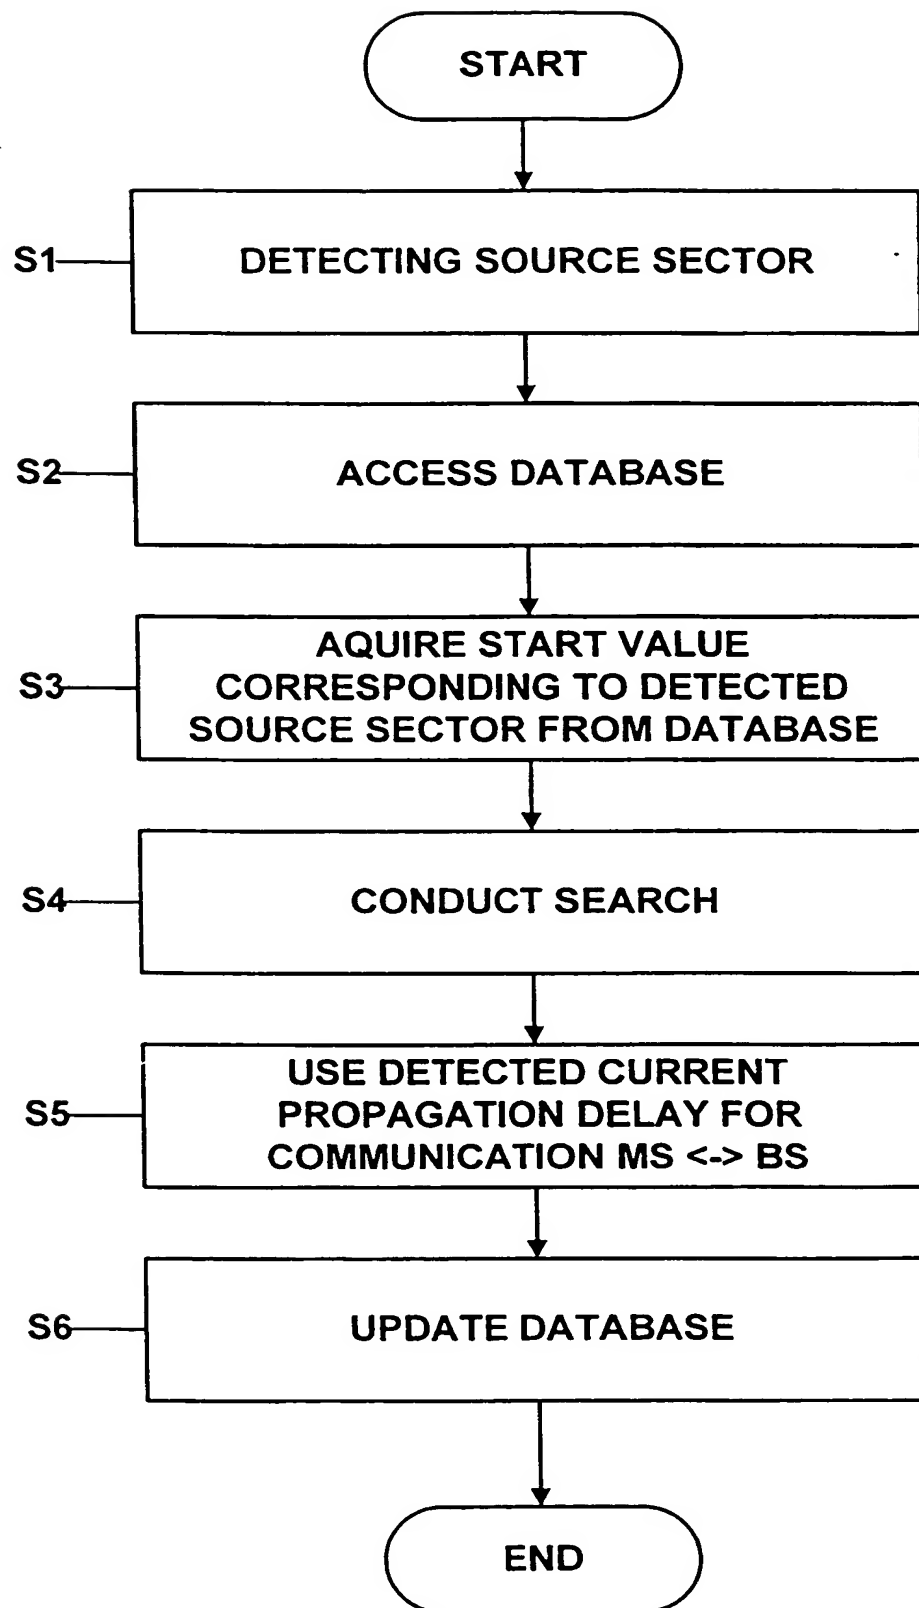 START
S1
DETECTING SOURCE SECTOR
S2
ACCESS DATABASE
S3
AQUIRE START VALUE
CORRESPONDING TO DETECTED
SOURCE SECTOR FROM DATABASE
S4
CONDUCT SEARCH
S5
USE DETECTED CURRENT
PROPAGATION DELAY FOR
COMMUNICATION MS <-> BS
S6
UPDATE DATABASE
END